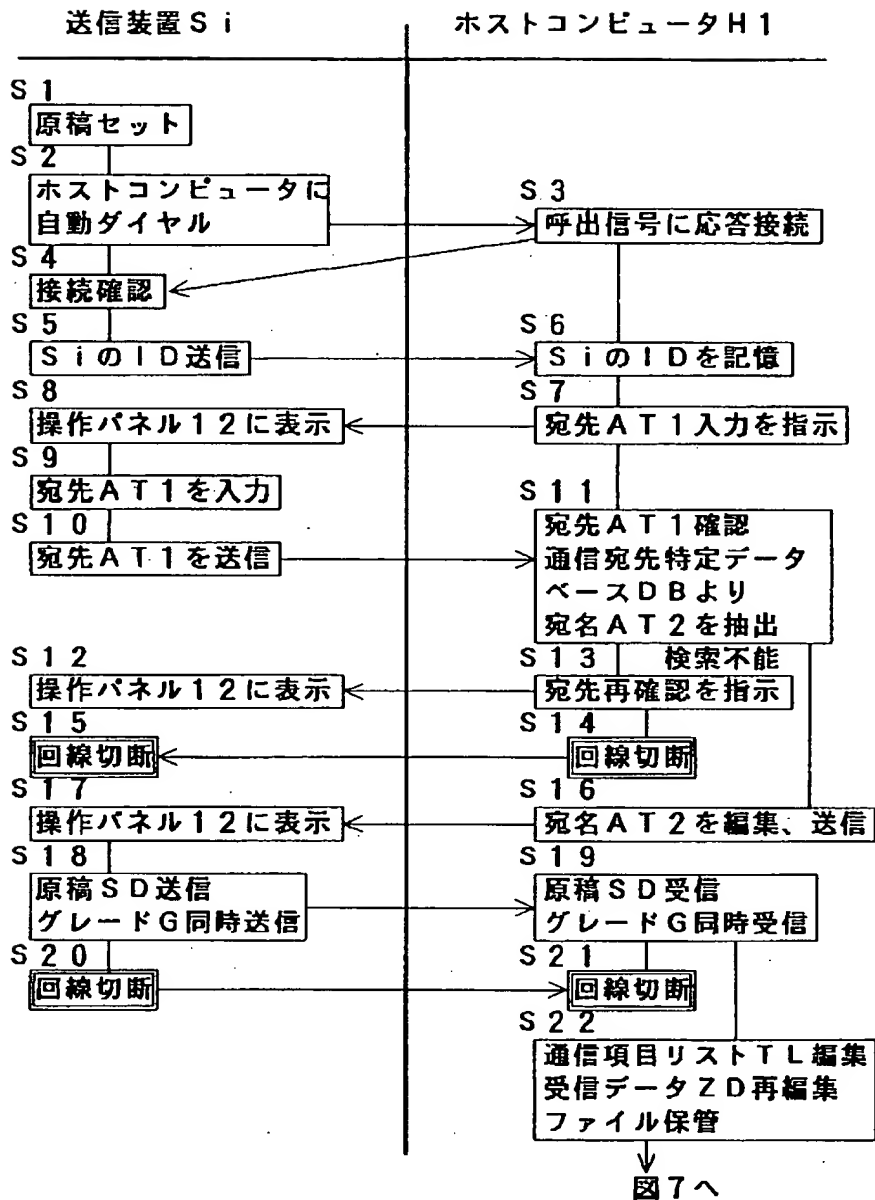 送信装置Ｓｉ
ホストコンピュータＨ１
Ｓ１
原稿セット
Ｓ２
ホストコンピュータに
自動ダイヤル
Ｓ３
呼出信号に応答接続
Ｓ４
接続確認
Ｓ５
ＳｉのＩＤ送信
Ｓ６
ＳｉのＩＤを記憶
Ｓ７
宛先ＡＴ１入力を指示
Ｓ８
操作パネル１２に表示
Ｓ９
宛先ＡＴ１を入力
Ｓ１０
宛先ＡＴ１を送信
Ｓ１１
宛先ＡＴ１確認
通信宛先特定データ
ベースＤＢより
宛名ＡＴ２を抽出
Ｓ１２
操作パネル１２に表示
Ｓ１３　検索不能
宛先再確認を指示
Ｓ１４
回線切断
Ｓ１５
回線切断
Ｓ１６
宛名ＡＴ２を編集、送信
Ｓ１７
操作パネル１２に表示
Ｓ１８
原稿ＳＤ送信
グレードＧ同時送信
Ｓ１９
原稿ＳＤ受信
グレードＧ同時受信
Ｓ２０
回線切断
Ｓ２１
回線切断
Ｓ２２
通信項目リストＴＬ編集
受信データＺＤ再編集
ファイル保管
図７へ